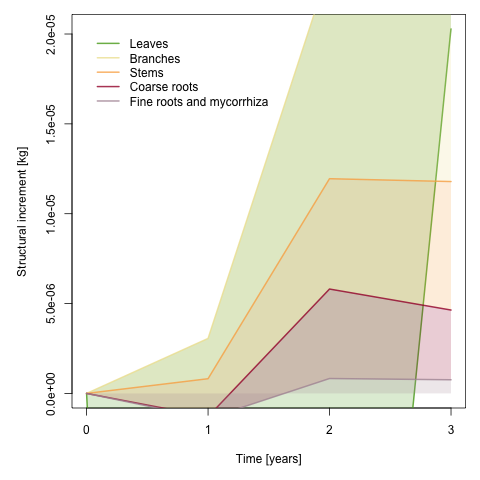 Leaves
Branches
Stems
Coarse roots
Fine roots and mycorrhiza
Structural increment [kg]
2.0e-05
1.5e-05
1.0e-05
5.0e-06
0.0e+00
0 1 2 3
Time [years]